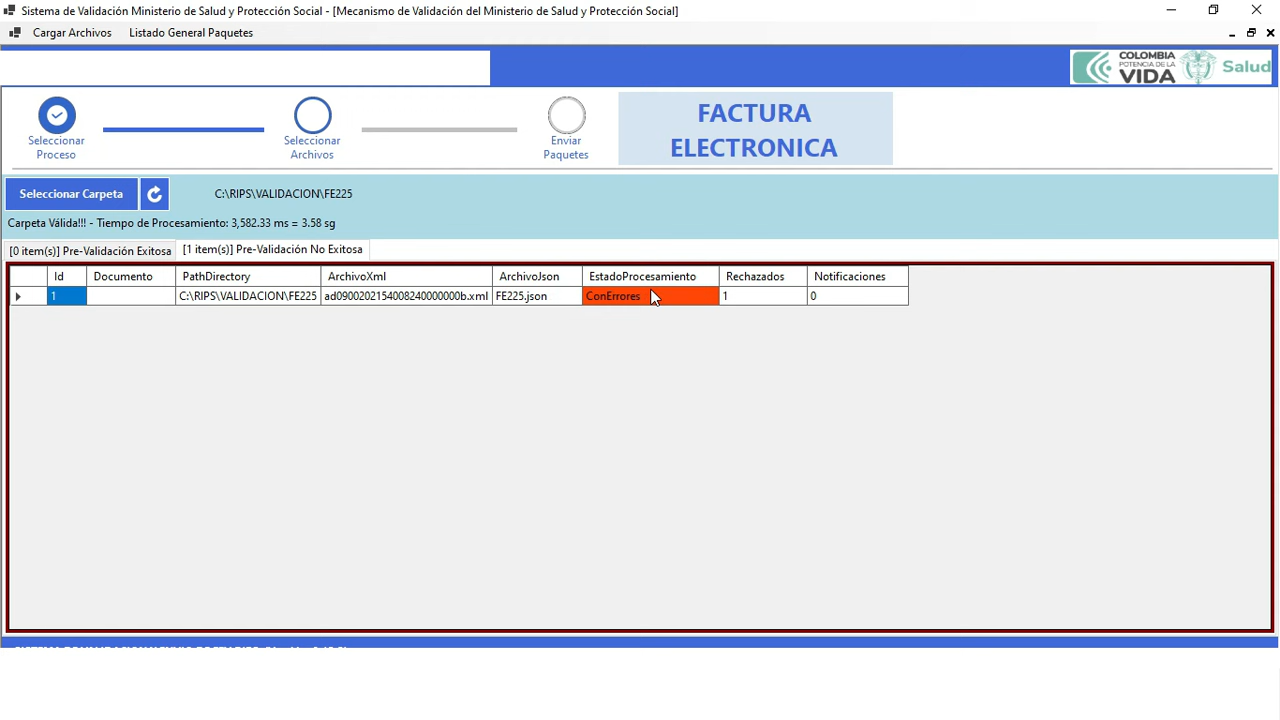 Sistema de Validación Ministerio de Salud y Protección Social - [Mecanismo de Validación del Ministerio de Salud y Protección Social]
Cargar Archivos Listado General Paquetes
COLOMBIA
POTENCIA DE LA
VIDA
Salud
Seleccionar
Proceso
Seleccionar
Archivos
Enviar
Paquetes
FACTURA
ELECTRONICA
Seleccionar Carpeta C:\RIPS\VALIDACION\FE225
Carpeta Válida!!! - Tiempo de Procesamiento: 3,582.33 ms = 3.58 sg
[0 item(s)] Pre-Validación Exitosa [1 item(s)] Pre-Validación No Exitosa
Id Documento PathDirectory ArchivoXml ArchivoJson EstadoProcesamiento Rechazados Notificaciones
1 C:\RIPS\VALIDACION\FE225 ad0900202154008240000000b.xml FE225.json ConErrores 1 0